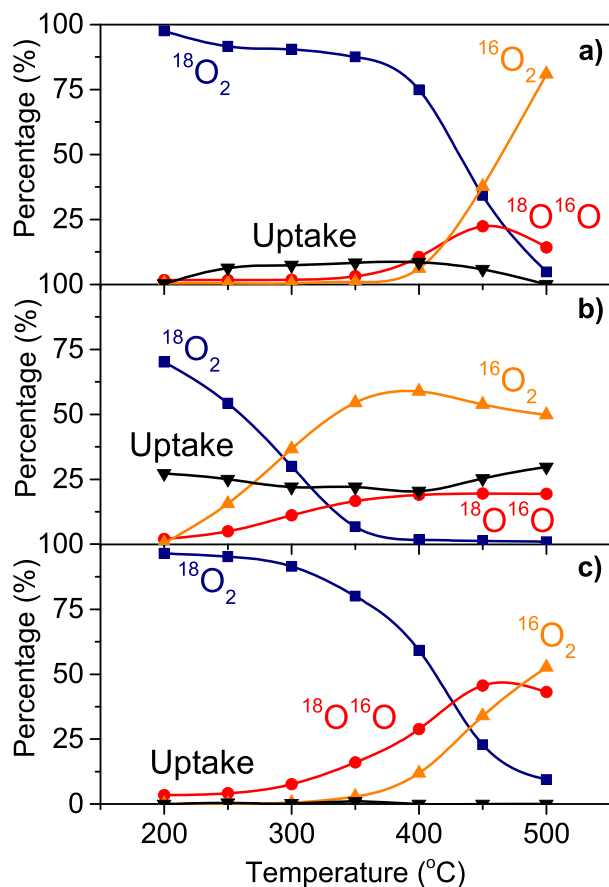 a)
100
75
50
25
Percentage (%)
¹⁸O₂
¹⁶O₂
¹⁸O¹⁶O
Uptake
b)
100
75
50
25
Percentage (%)
¹⁸O₂
¹⁶O₂
Uptake
¹⁸O¹⁶O
c)
100
75
50
25
0
Percentage (%)
¹⁸O₂
¹⁶O₂
¹⁸O¹⁶O
Uptake
200 300 400 500
Temperature (°C)